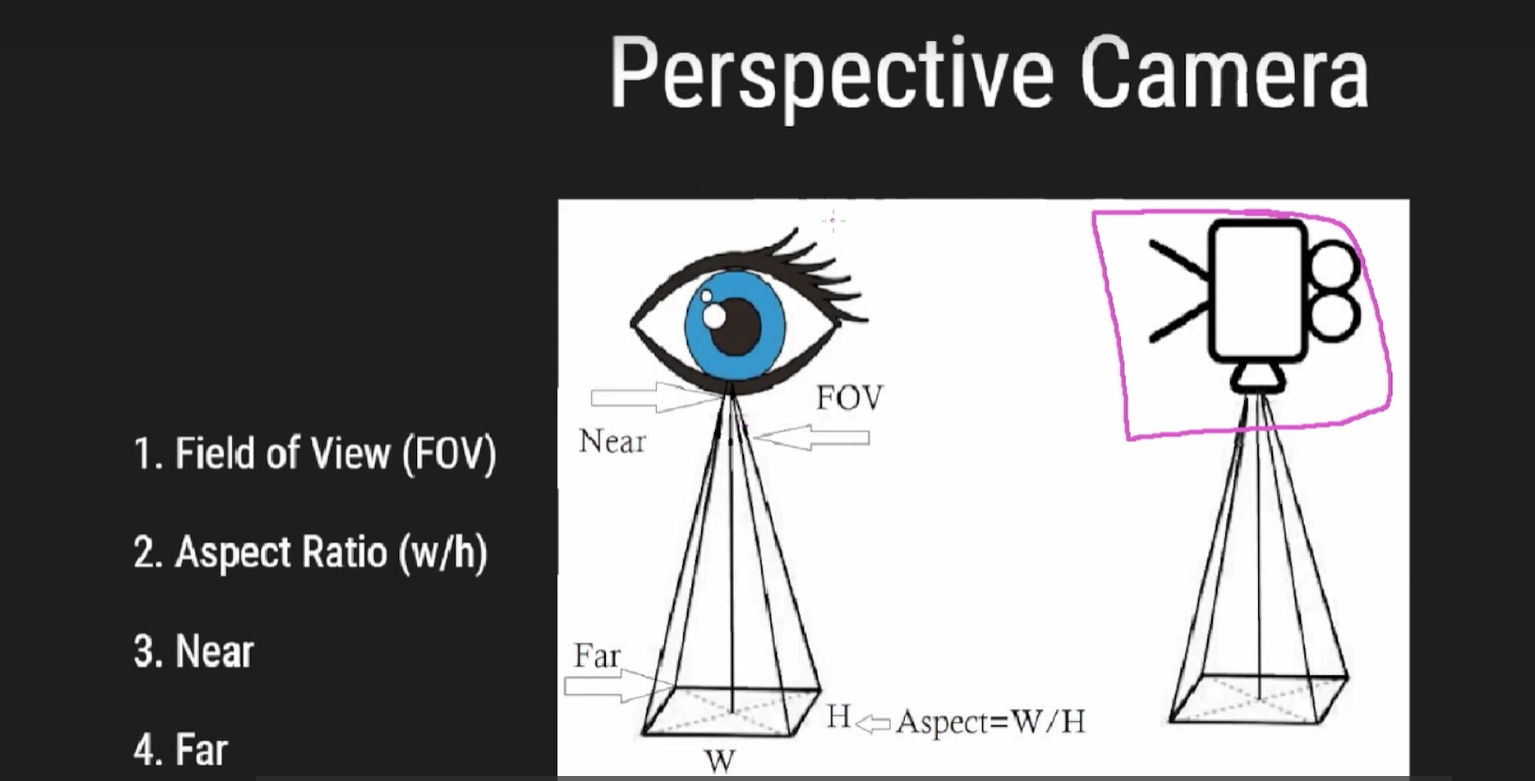 Perspective Camera
1. Field of View (FOV)
2. Aspect Ratio (w/h)
3. Near
4. Far
FOV
Near
Far
H Aspect=W/H
W